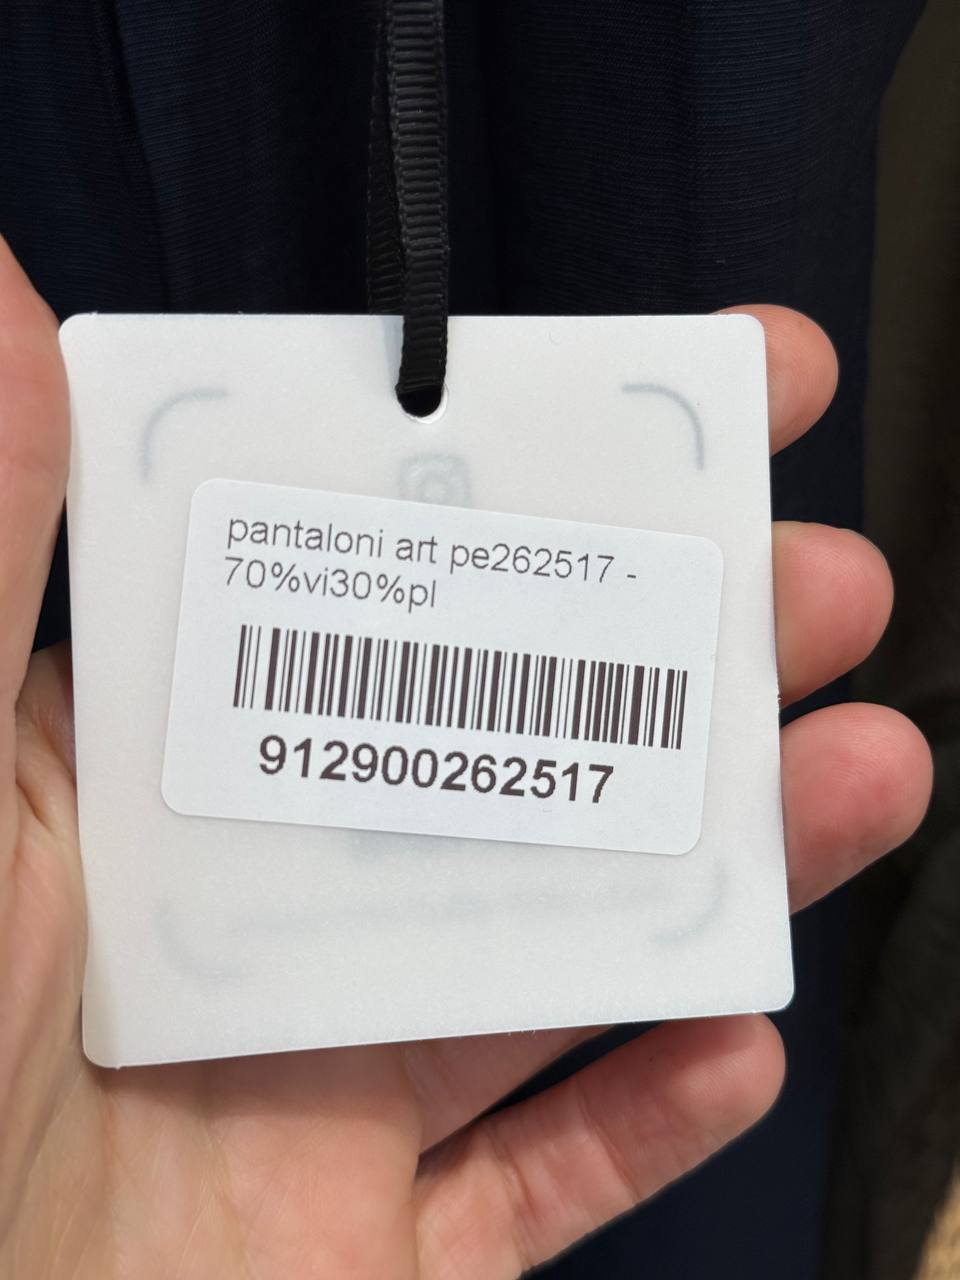 pantaloni art pe262517 -
70%vi30%pl
912900262517